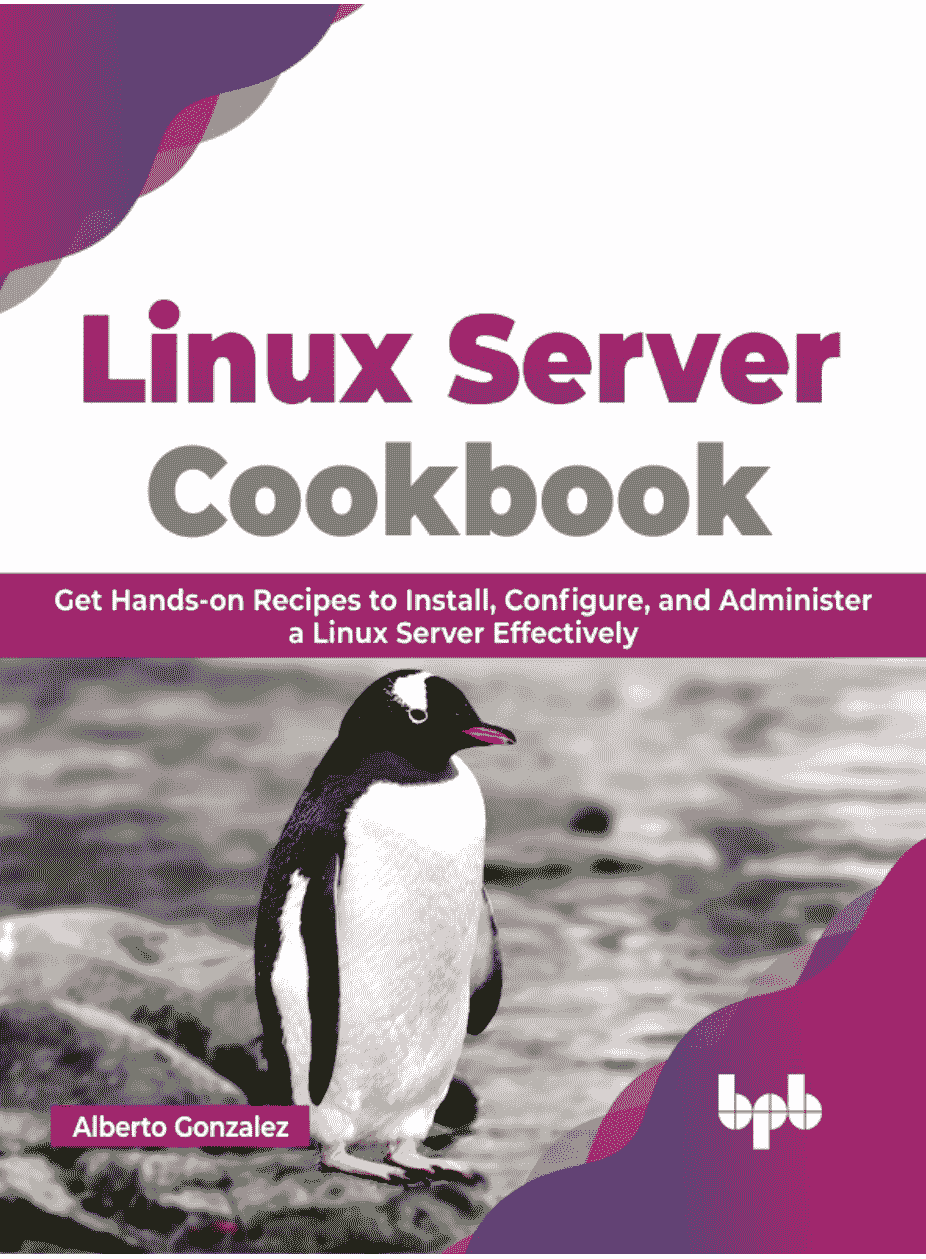 Linux Server
Cookbook
Get Hands-on Recipes to Install, Configure, and Administer
a Linux Server Effectively
Alberto Gonzalez
bpb